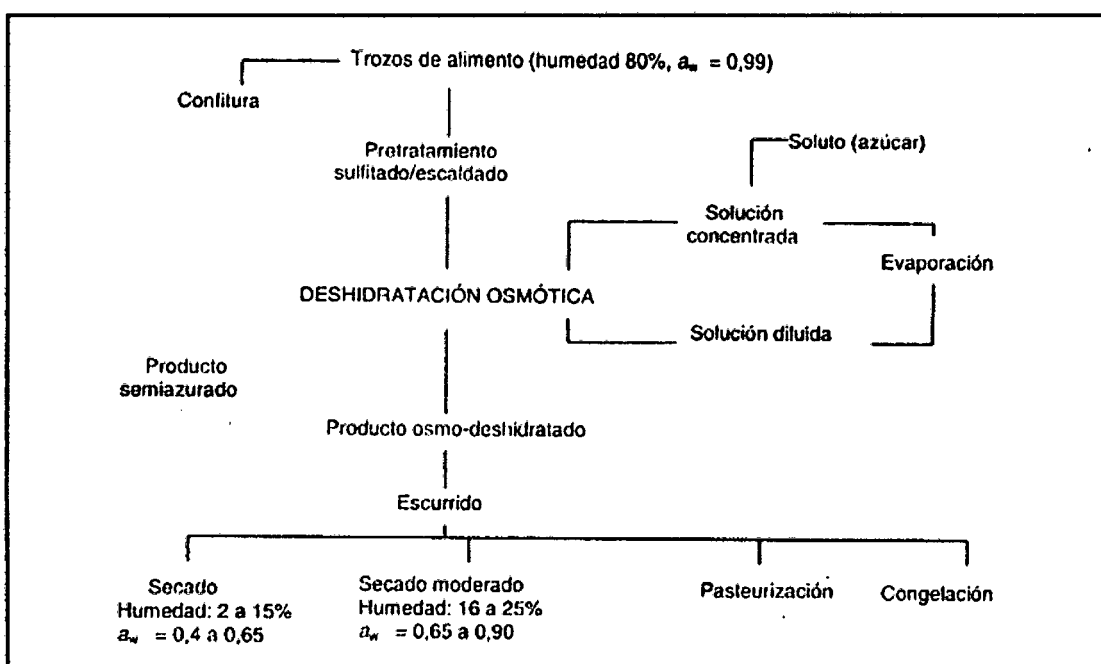 Trozos de alimento (humedad 80%, aw = 0,99)
Confitura
Pretratamiento
sulfitado/escaldado
Soluto (azúcar)
Solución
concentrada
Evaporación
DESHIDRATACIÓN OSMÓTICA
Solución diluida
Producto
semiazurado
Producto osmo-deshidratado
Escurrido
Secado
Humedad: 2 a 15%
aw = 0,4 a 0,65
Secado moderado
Humedad: 16 a 25%
aw = 0,65 a 0,90
Pasteurización
Congelación